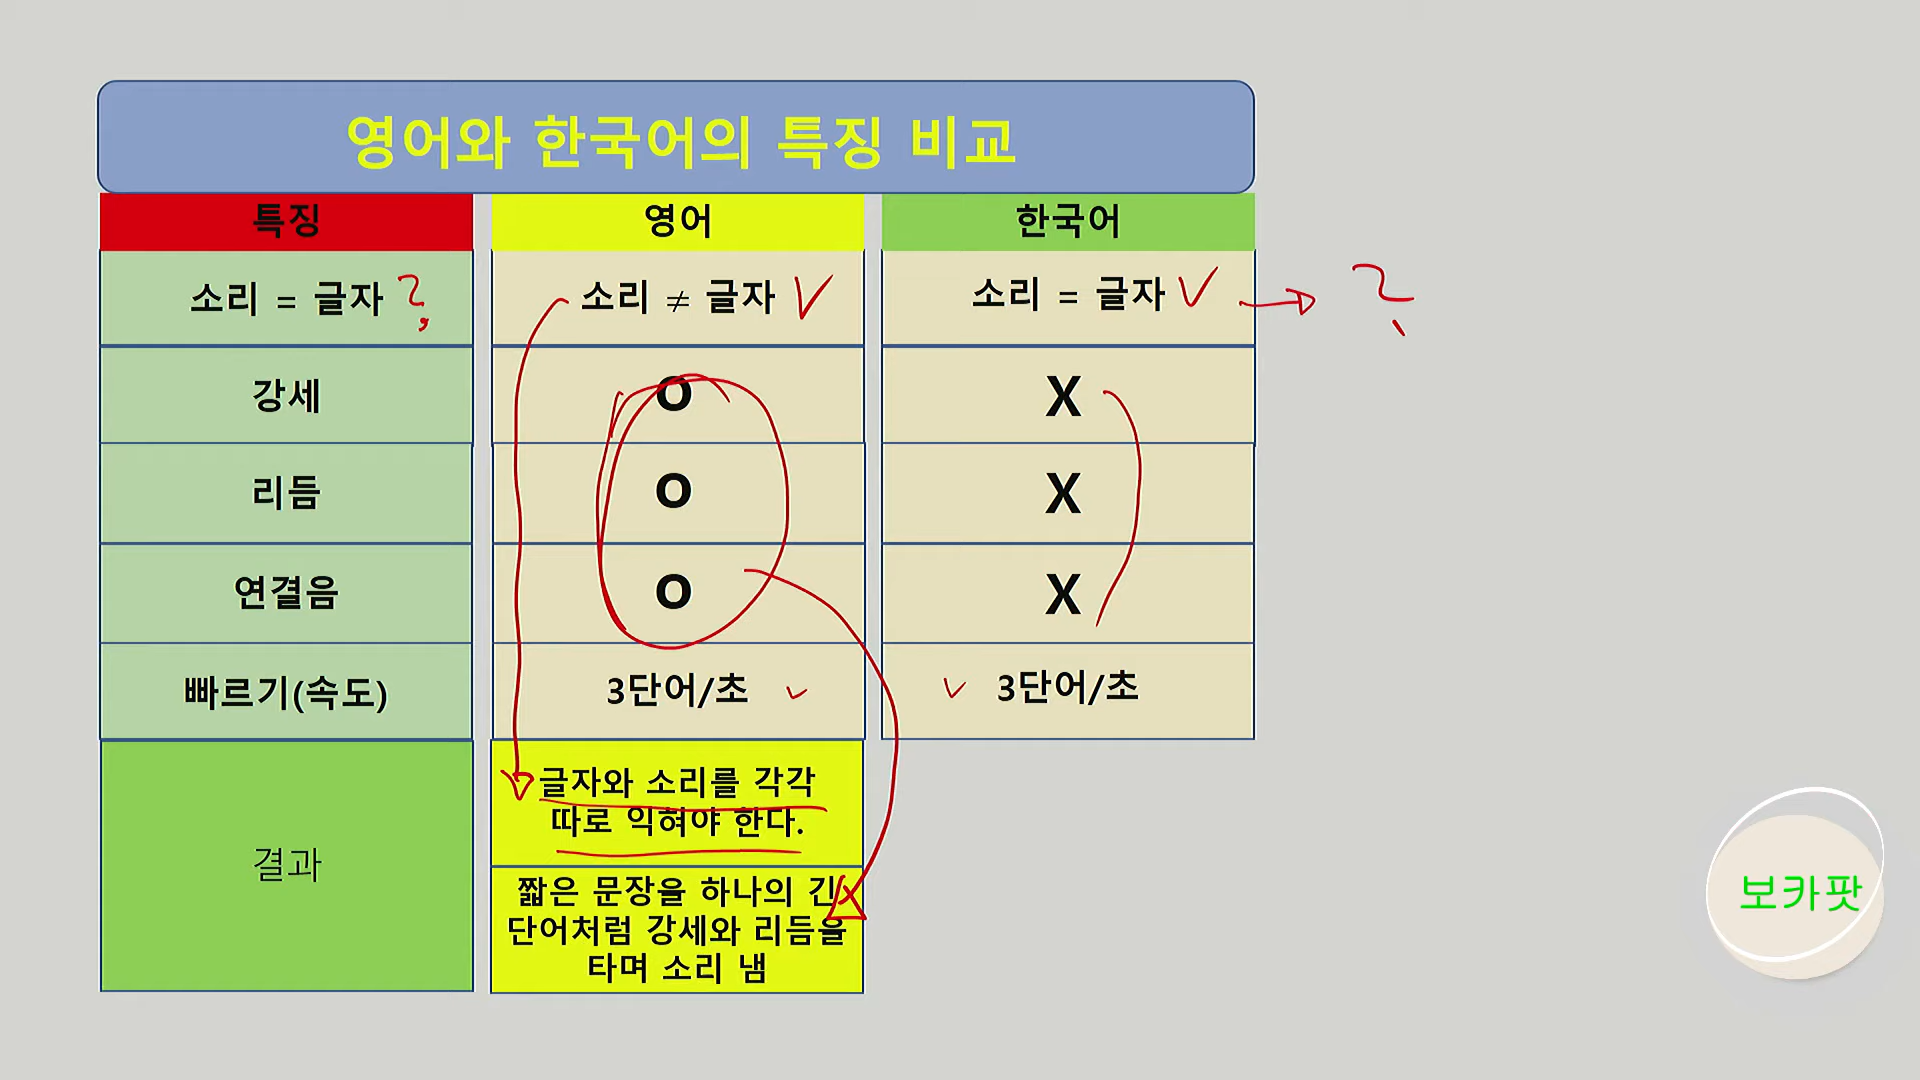 영어와 한국어의 특징 비교
특징 영어 한국어
소리 = 글자 ? 소리 ≠ 글자 소리 = 글자 ?
강세 O X
리듬 O X
연결음 O X
빠르기(속도) 3단어/초 3단어/초
결과
글자와 소리를 각각
따로 익혀야 한다.
짧은 문장을 하나의 긴
단어처럼 강세와 리듬을
타며 소리 냄
보카팟